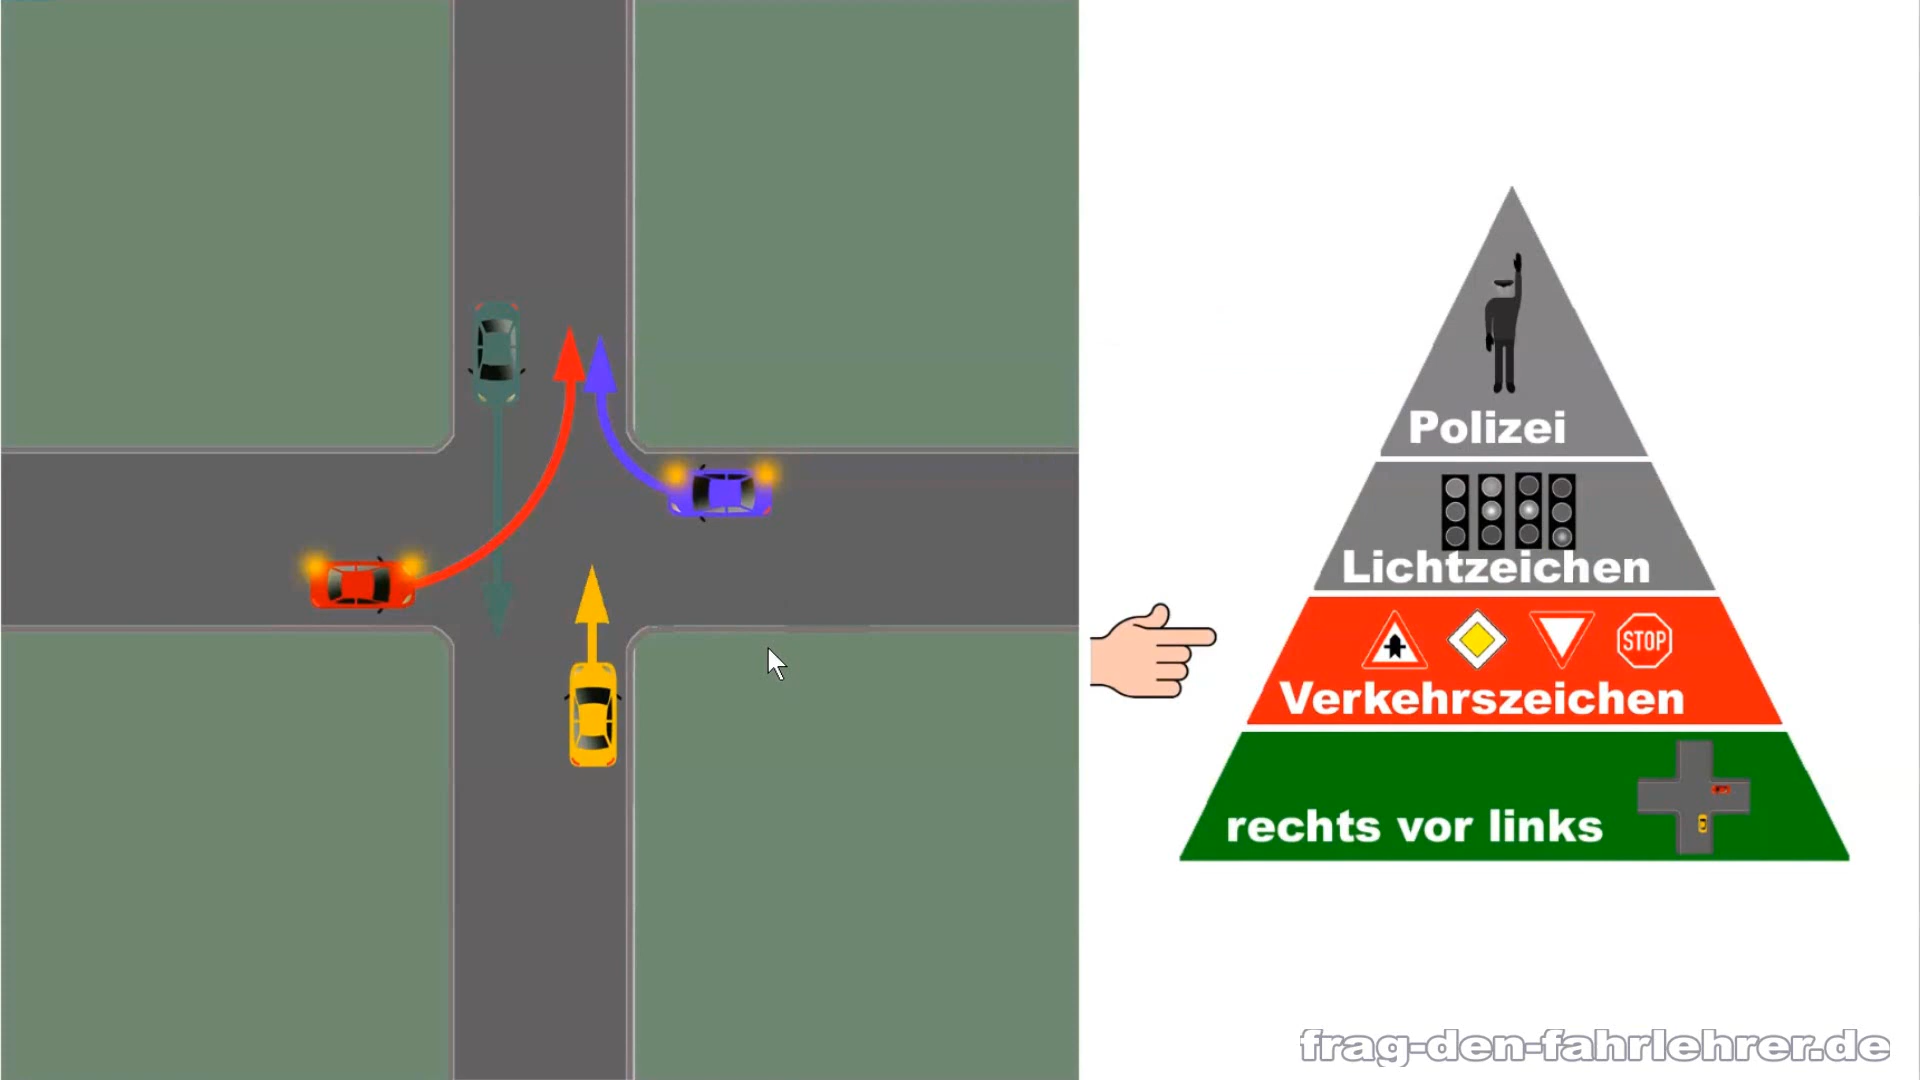 Polizei
Lichtzeichen
STOP
Verkehrszeichen
rechts vor links
frag-den-fahrlehrer.de